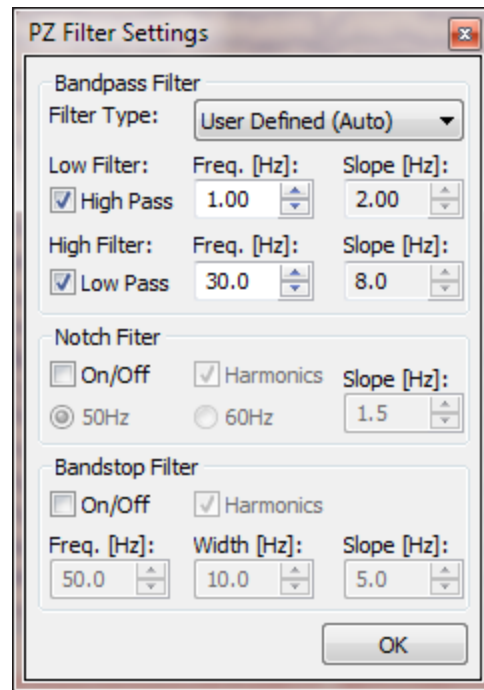 PZ Filter Settings
Bandpass Filter
Filter Type: User Defined (Auto)
Low Filter: Freq. [Hz]: Slope [Hz]:
High Pass 1.00 2.00
High Filter: Freq. [Hz]: Slope [Hz]:
Low Pass 30.0 8.0
Notch Fiter
On/Off Harmonics Slope [Hz]:
50Hz 60Hz 1.5
Bandstop Filter
On/Off Harmonics
Freq. [Hz]: Width [Hz]: Slope [Hz]:
50.0 10.0 5.0
OK